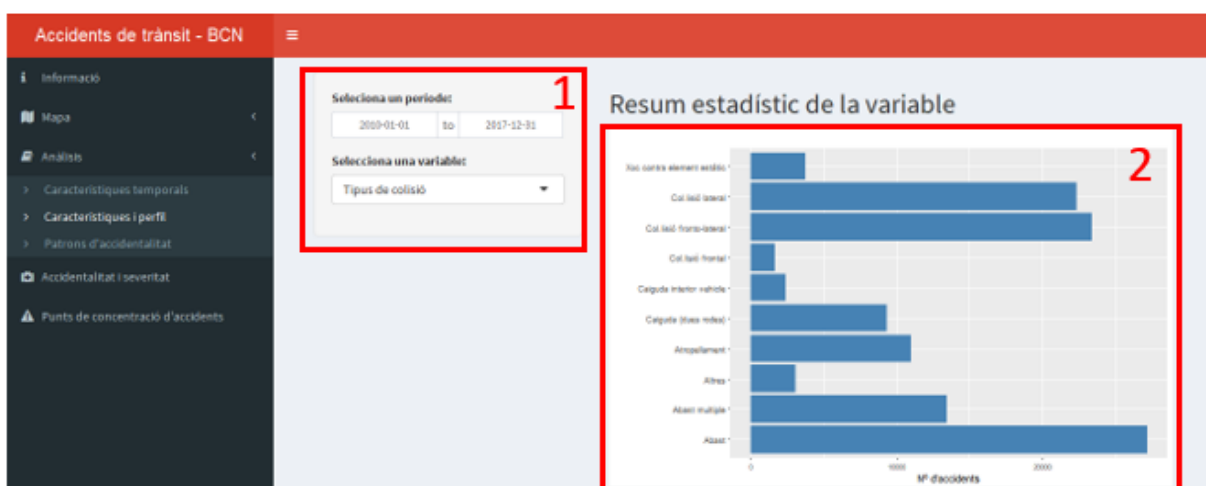 Accidents de trànsit - BCN
Informació
Mapa
Análisis
Característiques temporals
Característiques i perfil
Patrons d'accidentalitat
Accidentalitat i severitat
Punts de concentració d'accidents
1
Seleciona un periode:
2010-01-01 to 2017-12-31
Selecciona una variable:
Tipus de colisió
Resum estadístic de la variable
2
Xoc contra element estàtic
Col.lisió lateral
Col.lisió fronto-lateral
Col.lisió frontal
Caiguda interior vehicle
Caiguda (dues rodes)
Atropellament
Altres
Abast multiple
Abast
0 10000 20000
Nº d'accidents